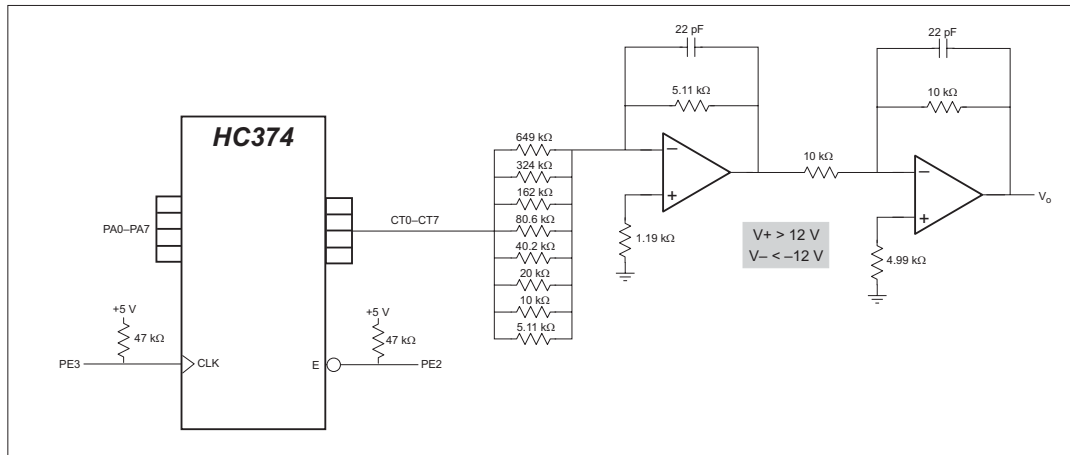 22 pF
22 pF
5.11 kΩ
10 kΩ
HC374
649 kΩ
324 kΩ
162 kΩ
80.6 kΩ
40.2 kΩ
20 kΩ
10 kΩ
5.11 kΩ
PA0–PA7
CT0–CT7
–
+
1.19 kΩ
10 kΩ
–
+
4.99 kΩ
Vo
V+ > 12 V
V– < –12 V
+5 V
47 kΩ
PE3
CLK
E
+5 V
47 kΩ
PE2